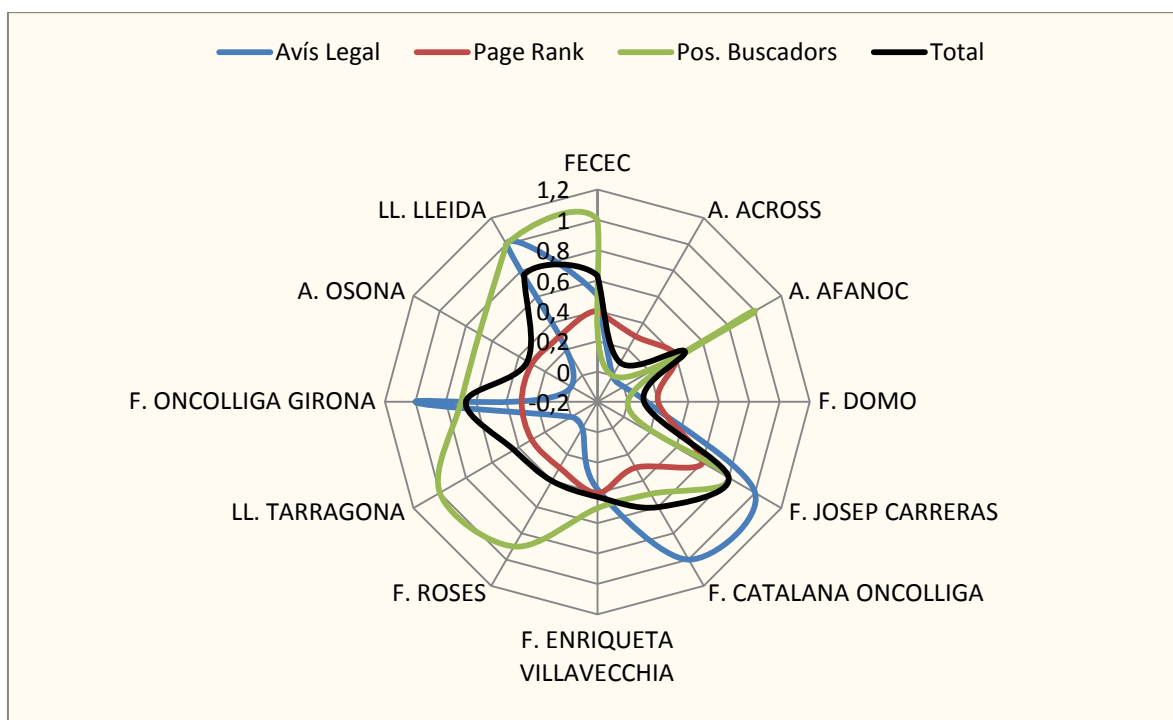 Avís Legal Page Rank Pos. Buscadors Total
FECEC
1,2
1
0,8
0,6
0,4
0,2
0
-0,2
A. ACROSS
A. AFANOC
F. DOMO
F. JOSEP CARRERAS
F. CATALANA ONCOLLIGA
F. ENRIQUETA
VILLAVECCHIA
F. ROSES
LL. TARRAGONA
F. ONCOLLIGA GIRONA
A. OSONA
LL. LLEIDA